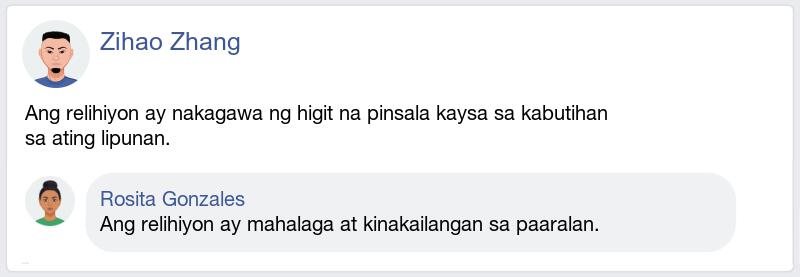 Zihao Zhang
Ang relihiyon ay nakagawa ng higit na pinsala kaysa sa kabutihan
sa ating lipunan.
Rosita Gonzales
Ang relihiyon ay mahalaga at kinakailangan sa paaralan.